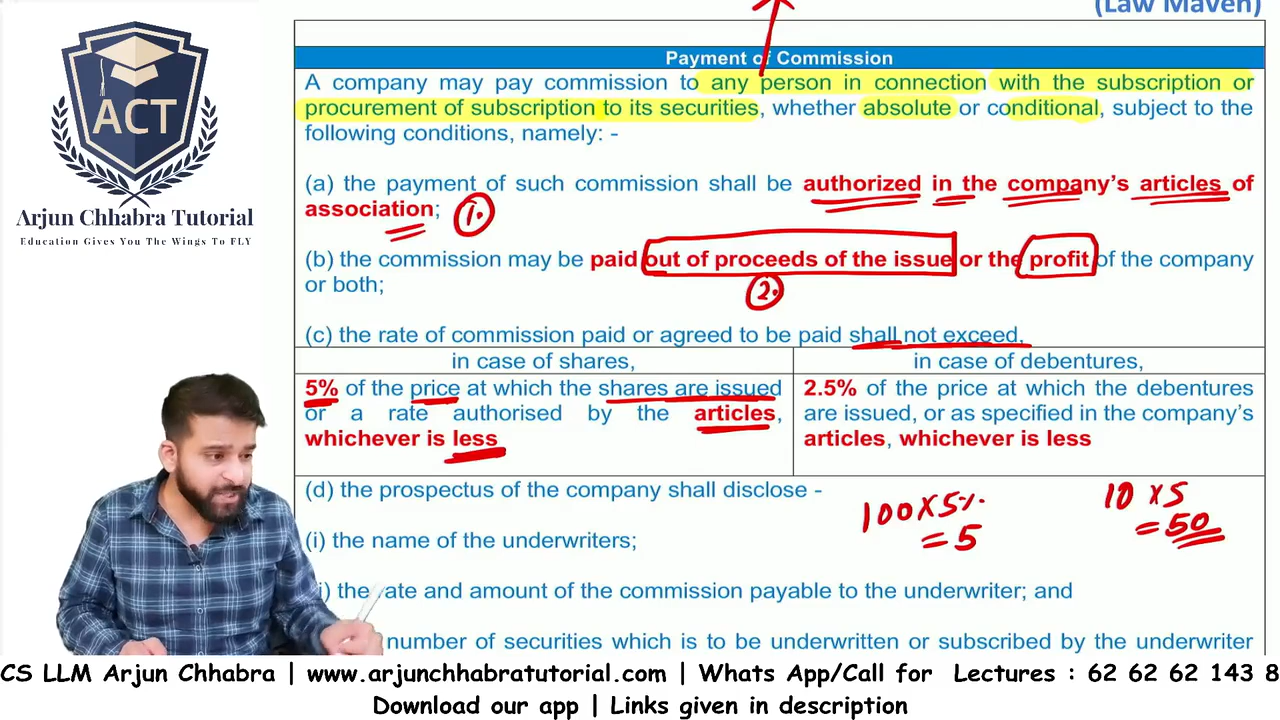 (Law Maven)
Payment of Commission
A company may pay commission to any person in connection with the subscription or
procurement of subscription to its securities, whether absolute or conditional, subject to the
following conditions, namely: -
(a) the payment of such commission shall be authorized in the company's articles of
association;
1.
(b) the commission may be paid out of proceeds of the issue or the profit of the company
or both;
2.
(c) the rate of commission paid or agreed to be paid shall not exceed,
in case of shares,
5% of the price at which the shares are issued
or a rate authorised by the articles,
whichever is less
in case of debentures,
2.5% of the price at which the debentures
are issued, or as specified in the company's
articles, whichever is less
(d) the prospectus of the company shall disclose -
100 x 5%
= 5
10 x 5
= 50
(i) the name of the underwriters;
i) the rate and amount of the commission payable to the underwriter; and
number of securities which is to be underwritten or subscribed by the underwriter
ACT
Arjun Chhabra Tutorial
Education Gives You The Wings To FLY
CS LLM Arjun Chhabra | www.arjunchhabratutorial.com | Whats App/Call for Lectures : 62 62 62 143 8
Download our app | Links given in description